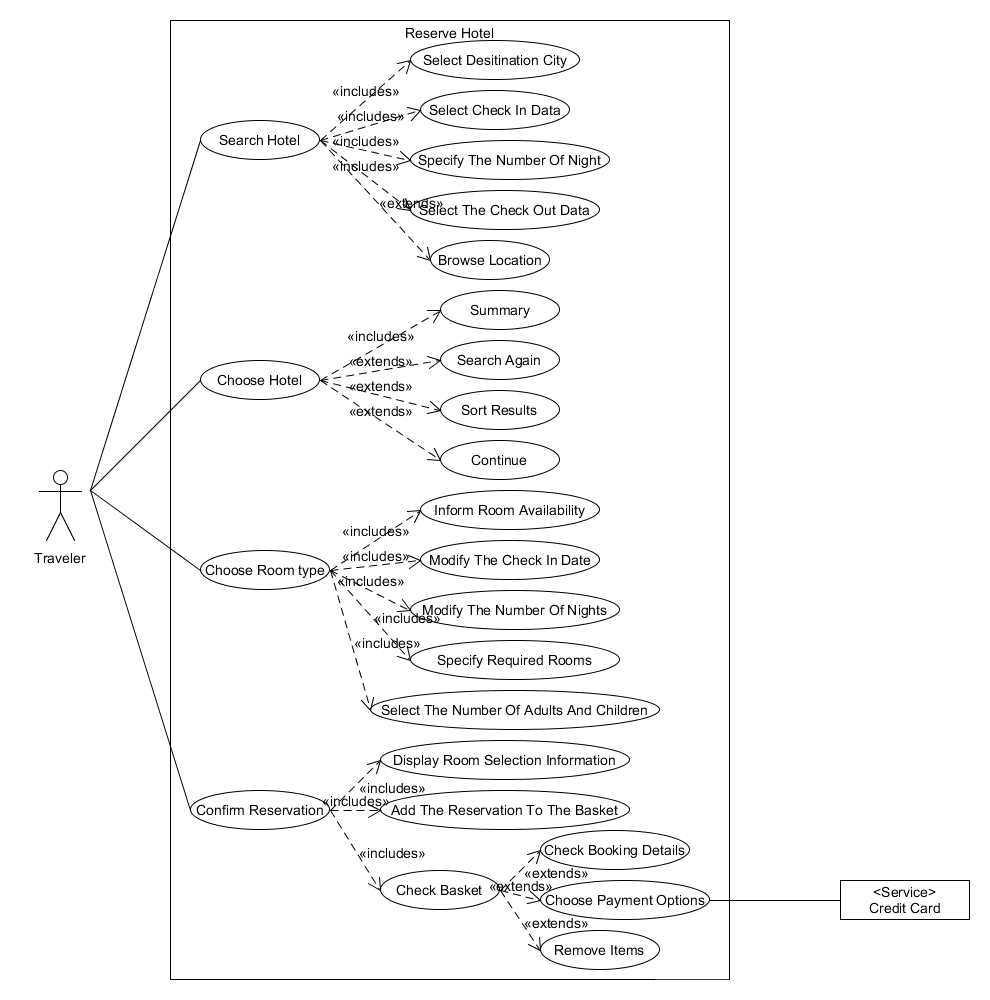 Reserve Hotel
Select Desitination City
«includes»
Select Check In Data
«includes»
Search Hotel
«includes»
Specify The Number Of Night
«includes»
«extends»
Select The Check Out Data
Browse Location
Summary
«includes»
Search Again
«extends»
Choose Hotel
«extends»
Sort Results
«extends»
Continue
Inform Room Availability
«includes»
Modify The Check In Date
«includes»
Choose Room type
«includes»
Modify The Number Of Nights
«includes»
«includes»
Specify Required Rooms
Select The Number Of Adults And Children
Traveler
Display Room Selection Information
«includes»
«includes»
Confirm Reservation
Add The Reservation To The Basket
«includes»
Check Basket
Check Booking Details
«extends»
«extends»
Choose Payment Options
«extends»
Remove Items
<Service>
Credit Card